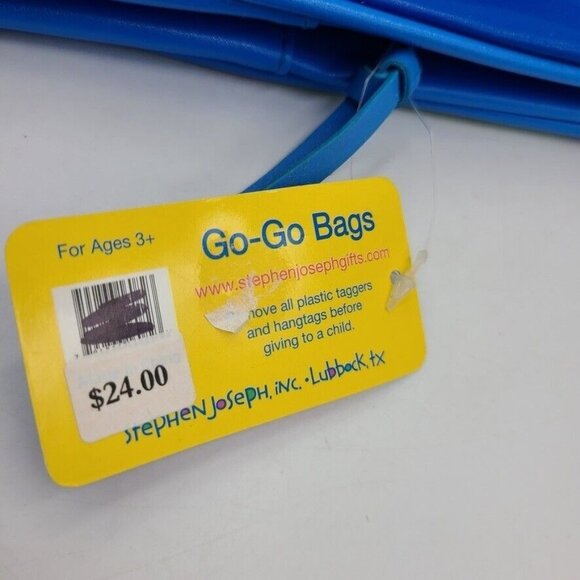 For Ages 3+
Go-Go Bags
www.stephenjosephgifts.com
move all plastic taggers
and hangtags before
giving to a child.
$24.00
Stephen Joseph, inc. • Lubbock tx